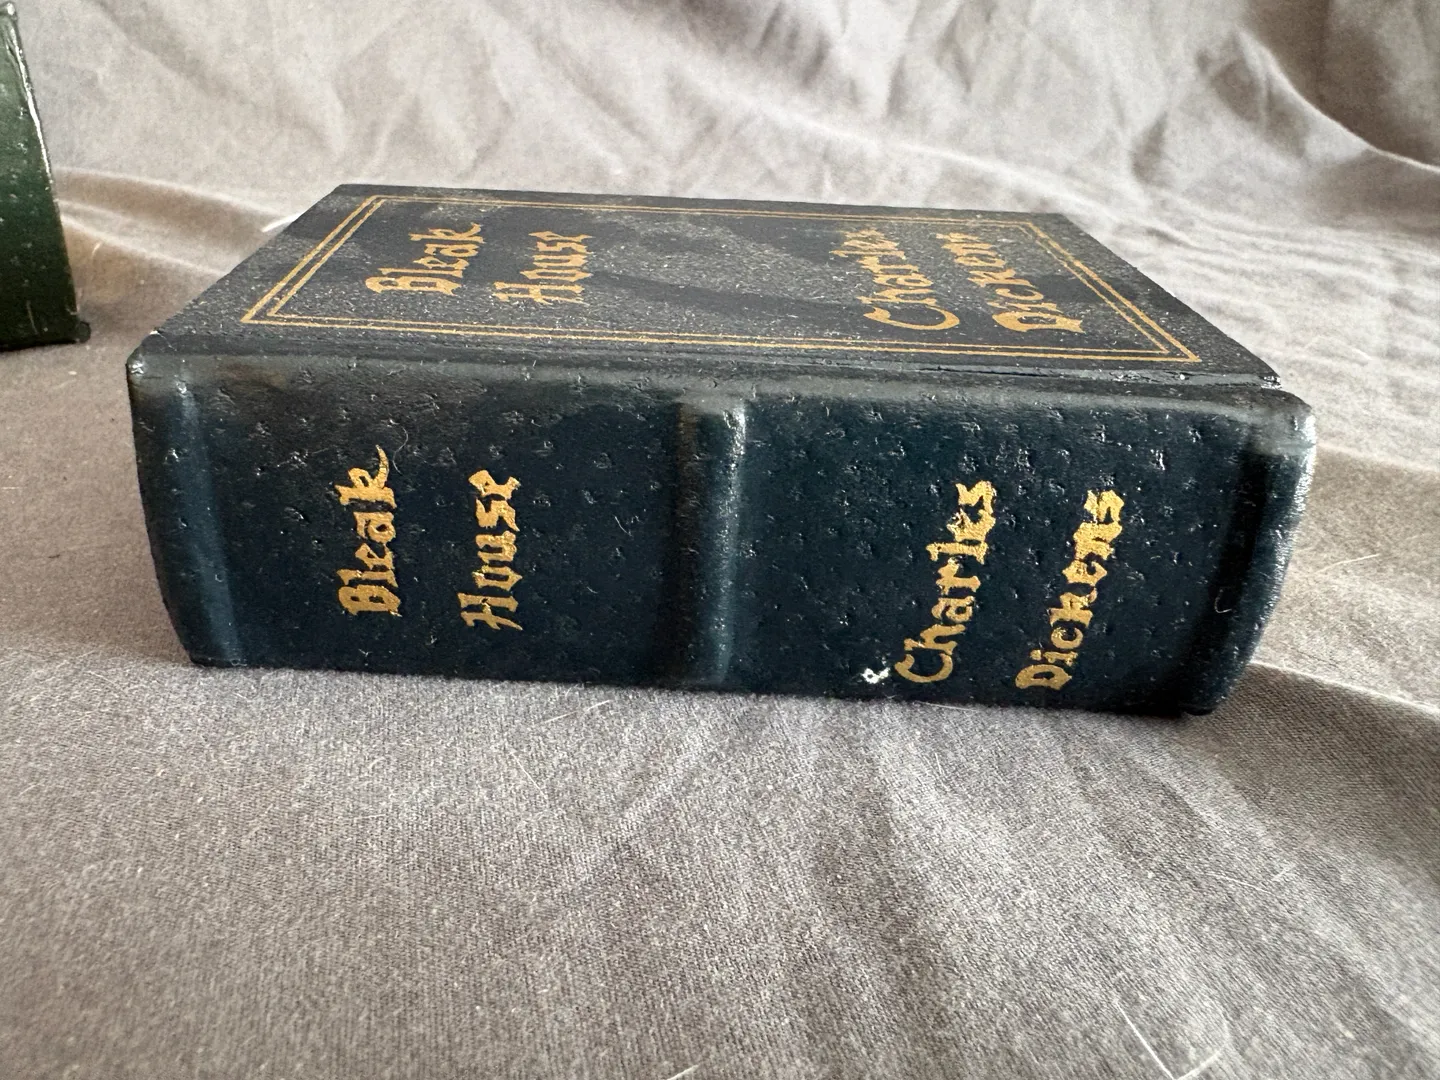 Bleak
House
Charles
Dickens
Bleak
House
Charles
Dickens